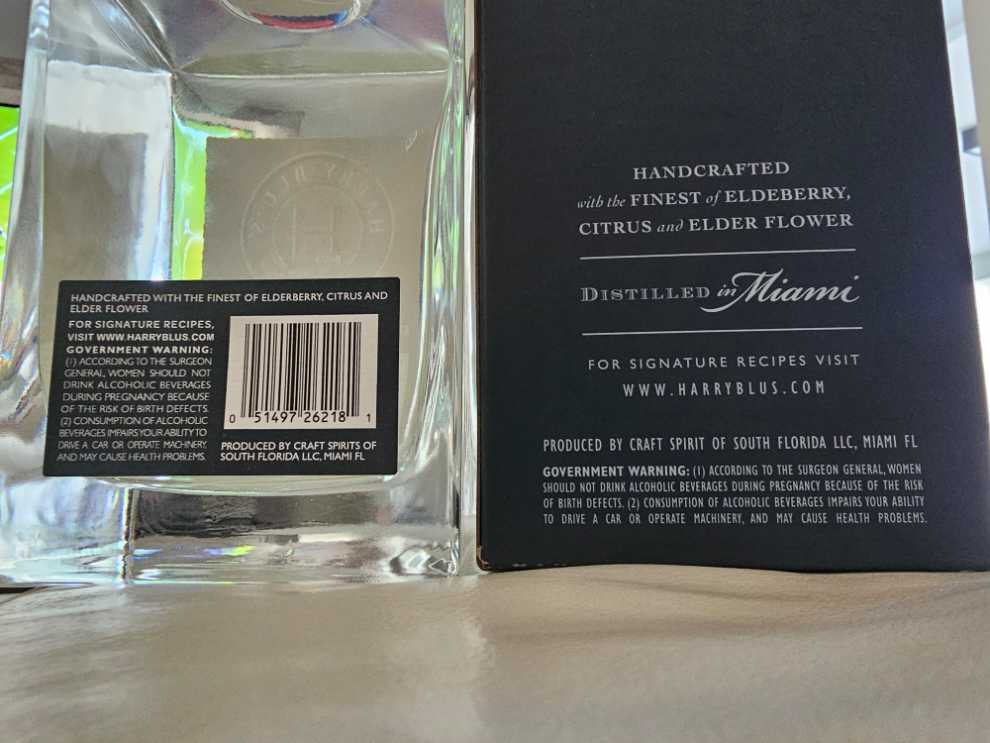 HARRY BLU'S
H
HANDCRAFTED WITH THE FINEST OF ELDERBERRY, CITRUS AND
ELDER FLOWER
FOR SIGNATURE RECIPES,
VISIT WWW.HARRYBLUS.COM
GOVERNMENT WARNING:
(1) ACCORDING TO THE SURGEON
GENERAL, WOMEN SHOULD NOT
DRINK ALCOHOLIC BEVERAGES
DURING PREGNANCY BECAUSE
OF THE RISK OF BIRTH DEFECTS.
(2) CONSUMPTION OF ALCOHOLIC
BEVERAGES IMPAIRS YOUR ABILITY TO
DRIVE A CAR OR OPERATE MACHINERY,
AND MAY CAUSE HEALTH PROBLEMS.
0 51497 26218 1
PRODUCED BY CRAFT SPIRITS OF
SOUTH FLORIDA LLC, MIAMI FL
HANDCRAFTED
with the FINEST of ELDEBERRY,
CITRUS and ELDER FLOWER
DISTILLED in Miami
FOR SIGNATURE RECIPES VISIT
WWW.HARRYBLUS.COM
PRODUCED BY CRAFT SPIRIT OF SOUTH FLORIDA LLC, MIAMI FL
GOVERNMENT WARNING: (1) ACCORDING TO THE SURGEON GENERAL, WOMEN
SHOULD NOT DRINK ALCOHOLIC BEVERAGES DURING PREGNANCY BECAUSE OF THE RISK
OF BIRTH DEFECTS. (2) CONSUMPTION OF ALCOHOLIC BEVERAGES IMPAIRS YOUR ABILITY
TO DRIVE A CAR OR OPERATE MACHINERY, AND MAY CAUSE HEALTH PROBLEMS.